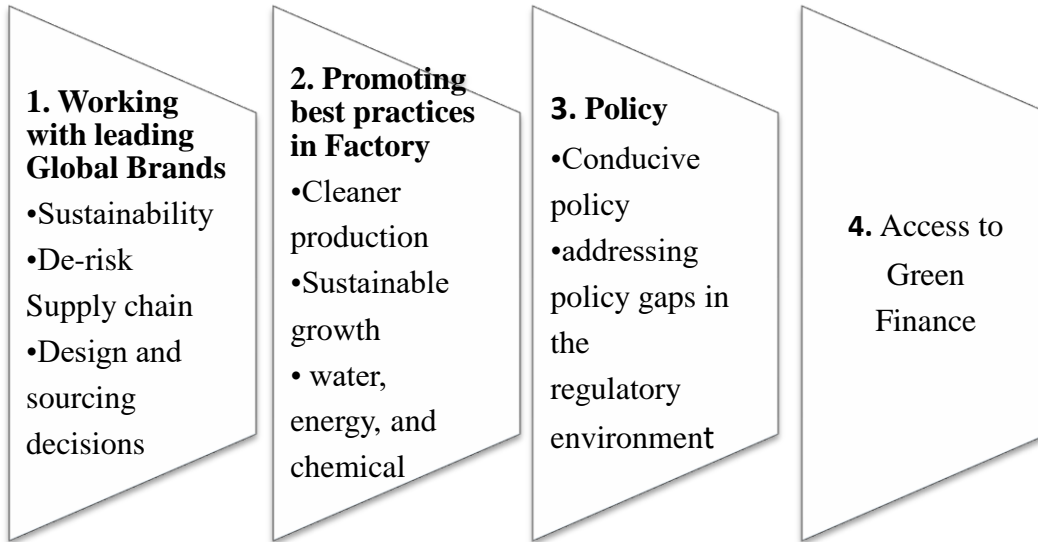 1. Working
with leading
Global Brands
•Sustainability
•De-risk
Supply chain
•Design and
sourcing
decisions
2. Promoting
best practices
in Factory
•Cleaner
production
•Sustainable
growth
• water,
energy, and
chemical
3. Policy
•Conducive
policy
•addressing
policy gaps in
the
regulatory
environment
4. Access to
Green
Finance